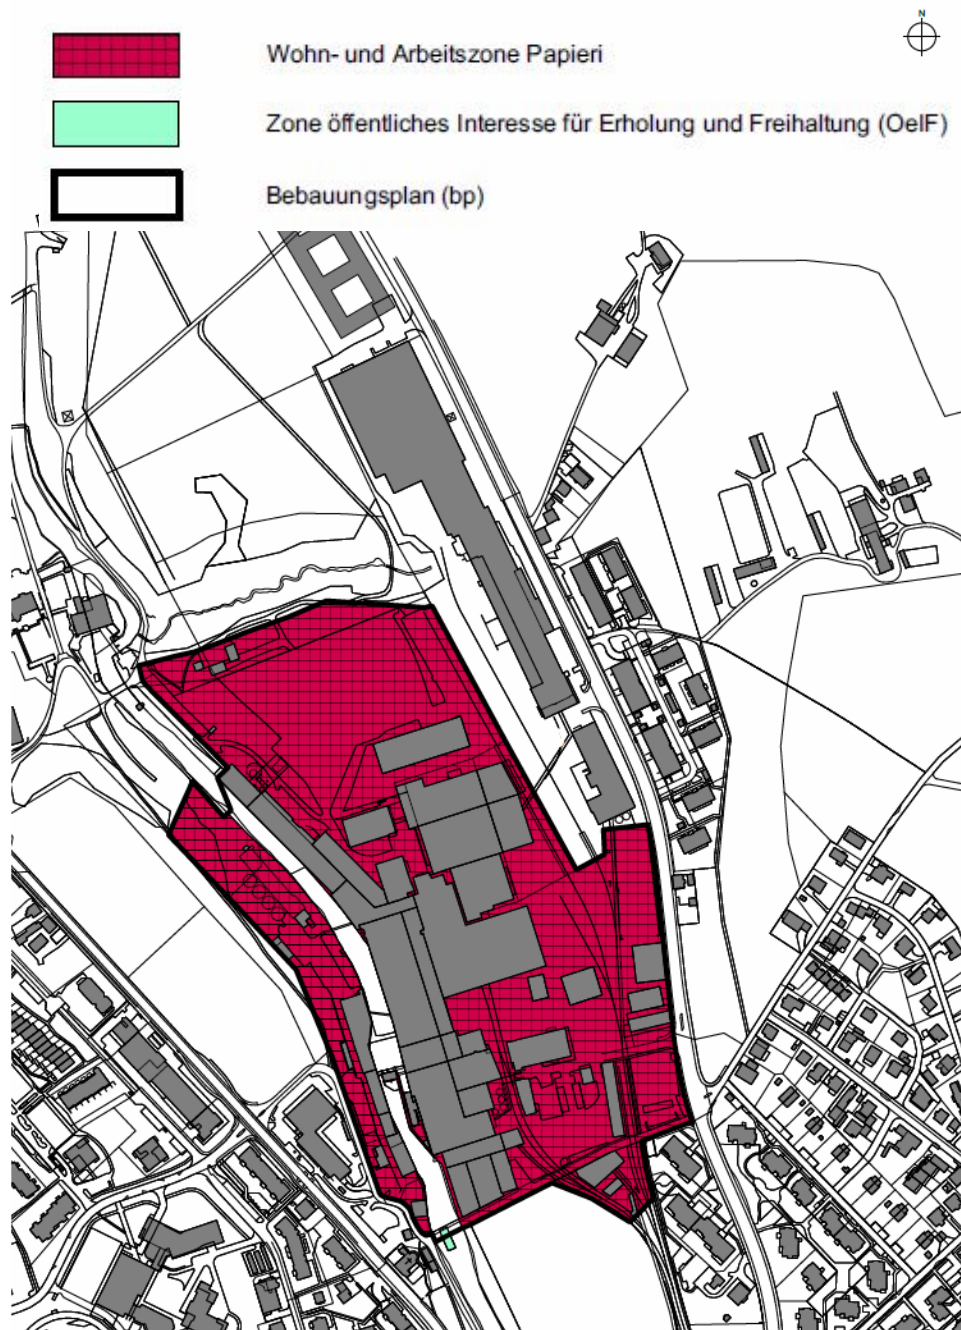 N
Wohn- und Arbeitszone Papieri
Zone öffentliches Interesse für Erholung und Freihaltung (OeIF)
Bebauungsplan (bp)